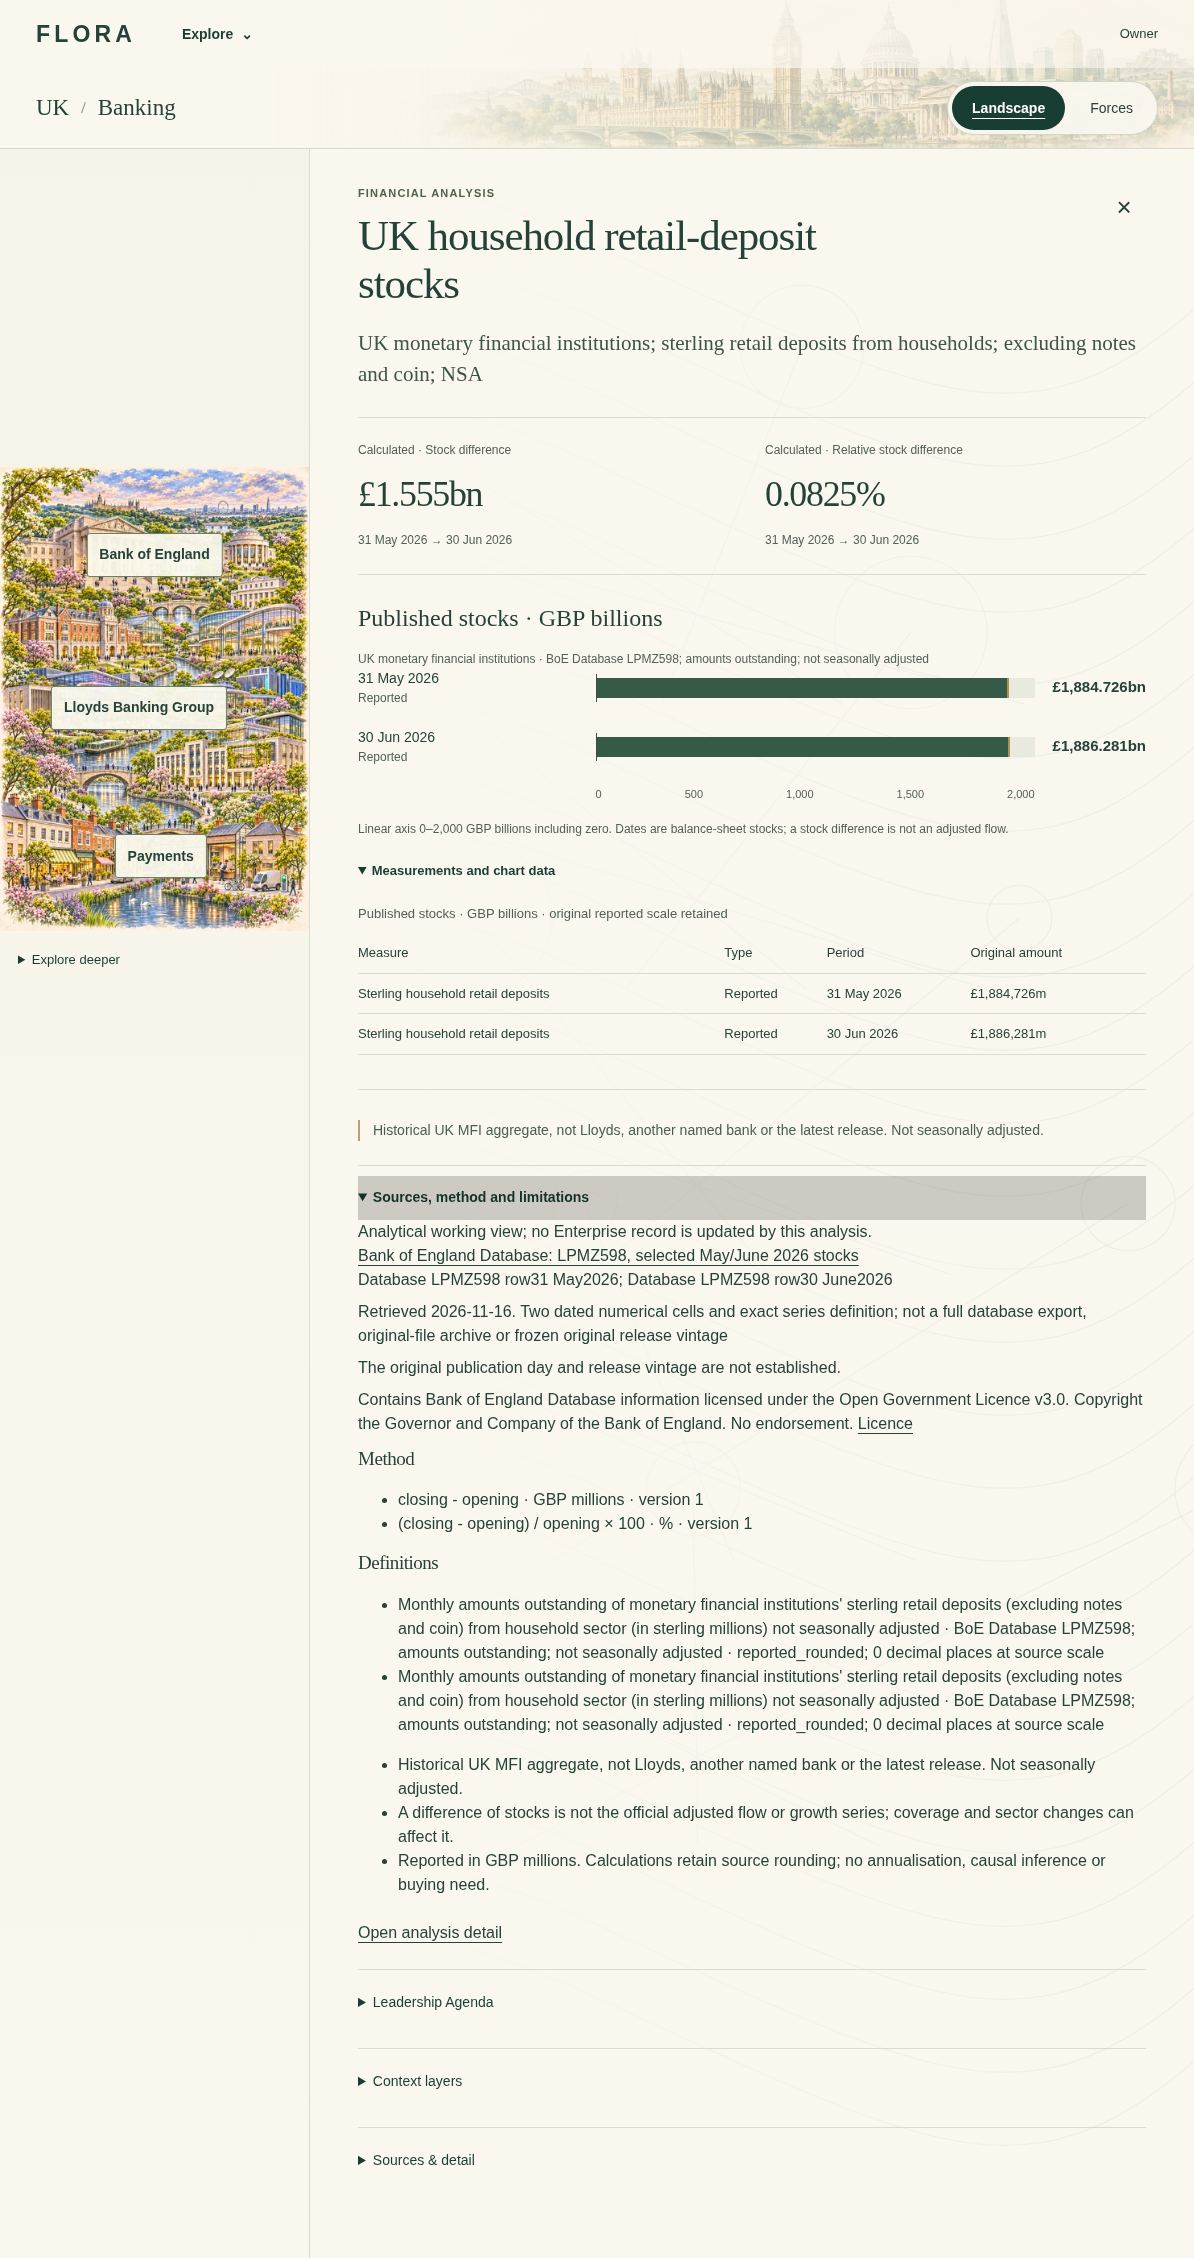 FLORA
Explore
Owner
UK / Banking
Landscape
Forces
FINANCIAL ANALYSIS
✕
UK household retail-deposit
stocks
UK monetary financial institutions; sterling retail deposits from households; excluding notes
and coin; NSA
Calculated · Stock difference
Calculated · Relative stock difference
£1.555bn
0.0825%
31 May 2026 → 30 Jun 2026
31 May 2026 → 30 Jun 2026
Bank of England
Lloyds Banking Group
Payments
▶ Explore deeper
Published stocks · GBP billions
UK monetary financial institutions · BoE Database LPMZ598; amounts outstanding; not seasonally adjusted
31 May 2026
Reported
£1,884.726bn
30 Jun 2026
Reported
£1,886.281bn
0 500 1,000 1,500 2,000
Linear axis 0–2,000 GBP billions including zero. Dates are balance-sheet stocks; a stock difference is not an adjusted flow.
▼ Measurements and chart data
Published stocks · GBP billions · original reported scale retained
Measure Type Period Original amount
Sterling household retail deposits Reported 31 May 2026 £1,884,726m
Sterling household retail deposits Reported 30 Jun 2026 £1,886,281m
Historical UK MFI aggregate, not Lloyds, another named bank or the latest release. Not seasonally adjusted.
▼ Sources, method and limitations
Analytical working view; no Enterprise record is updated by this analysis.
Bank of England Database: LPMZ598, selected May/June 2026 stocks
Database LPMZ598 row31 May2026; Database LPMZ598 row30 June2026
Retrieved 2026-11-16. Two dated numerical cells and exact series definition; not a full database export,
original-file archive or frozen original release vintage
The original publication day and release vintage are not established.
Contains Bank of England Database information licensed under the Open Government Licence v3.0. Copyright
the Governor and Company of the Bank of England. No endorsement. Licence
Method
• closing - opening · GBP millions · version 1
• (closing - opening) / opening × 100 · % · version 1
Definitions
• Monthly amounts outstanding of monetary financial institutions' sterling retail deposits (excluding notes
and coin) from household sector (in sterling millions) not seasonally adjusted · BoE Database LPMZ598;
amounts outstanding; not seasonally adjusted · reported_rounded; 0 decimal places at source scale
• Monthly amounts outstanding of monetary financial institutions' sterling retail deposits (excluding notes
and coin) from household sector (in sterling millions) not seasonally adjusted · BoE Database LPMZ598;
amounts outstanding; not seasonally adjusted · reported_rounded; 0 decimal places at source scale
• Historical UK MFI aggregate, not Lloyds, another named bank or the latest release. Not seasonally
adjusted.
• A difference of stocks is not the official adjusted flow or growth series; coverage and sector changes can
affect it.
• Reported in GBP millions. Calculations retain source rounding; no annualisation, causal inference or
buying need.
Open analysis detail
▶ Leadership Agenda
▶ Context layers
▶ Sources & detail